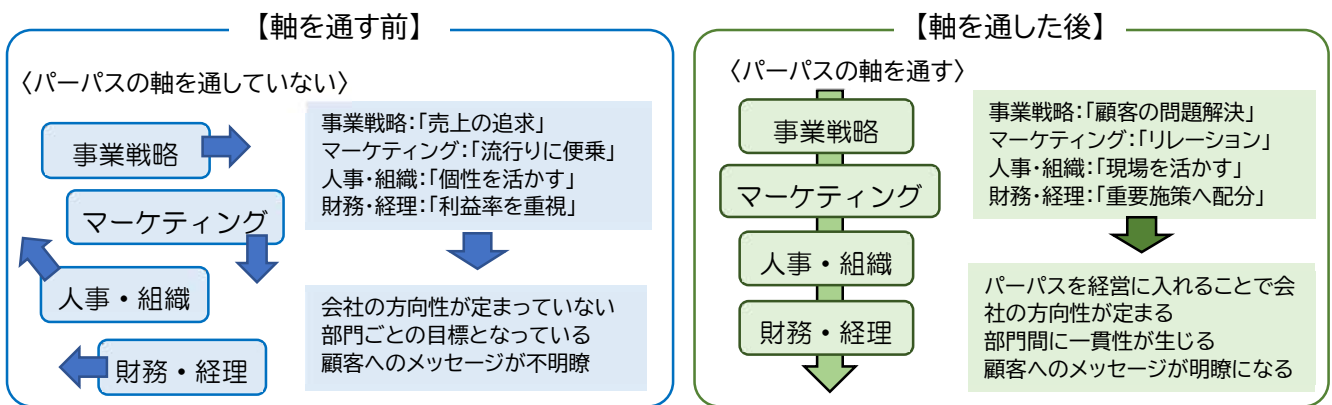 【軸を通す前】
〈パーパスの軸を通していない〉
事業戦略
マーケティング
人事・組織
財務・経理
事業戦略：「売上の追求」
マーケティング：「流行りに便乗」
人事・組織：「個性を活かす」
財務・経理：「利益率を重視」
会社の方向性が定まっていない
部門ごとの目標となっている
顧客へのメッセージが不明瞭
【軸を通した後】
〈パーパスの軸を通す〉
事業戦略
マーケティング
人事・組織
財務・経理
事業戦略：「顧客の問題解決」
マーケティング：「リレーション」
人事・組織：「現場を活かす」
財務・経理：「重要施策へ配分」
パーパスを経営に入れることで会
社の方向性が定まる
部門間に一貫性が生じる
顧客へのメッセージが明瞭になる